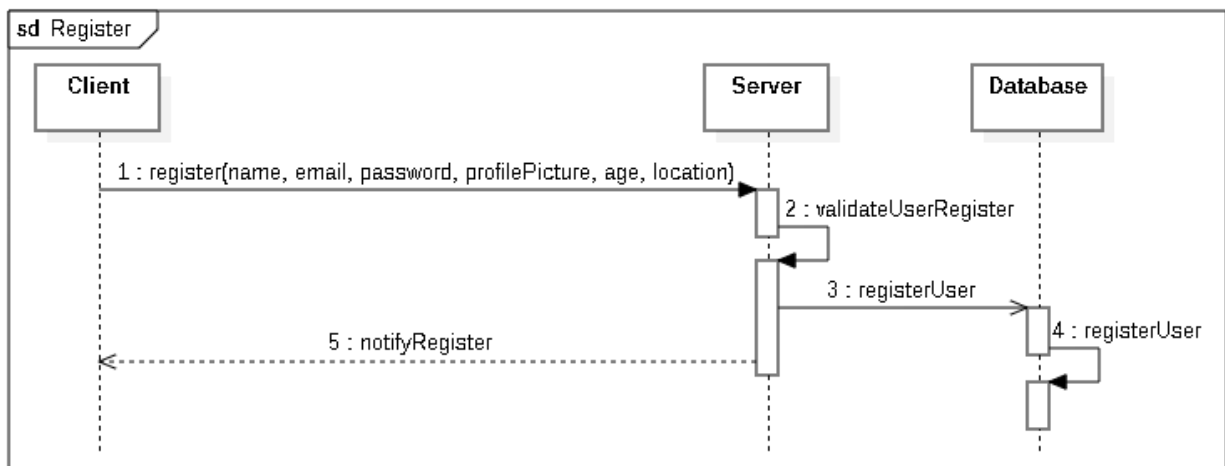 sd Register
Client
Server
Database
1 : register(name, email, password, profilePicture, age, location)
2 : validateUserRegister
3 : registerUser
4 : registerUser
5 : notifyRegister